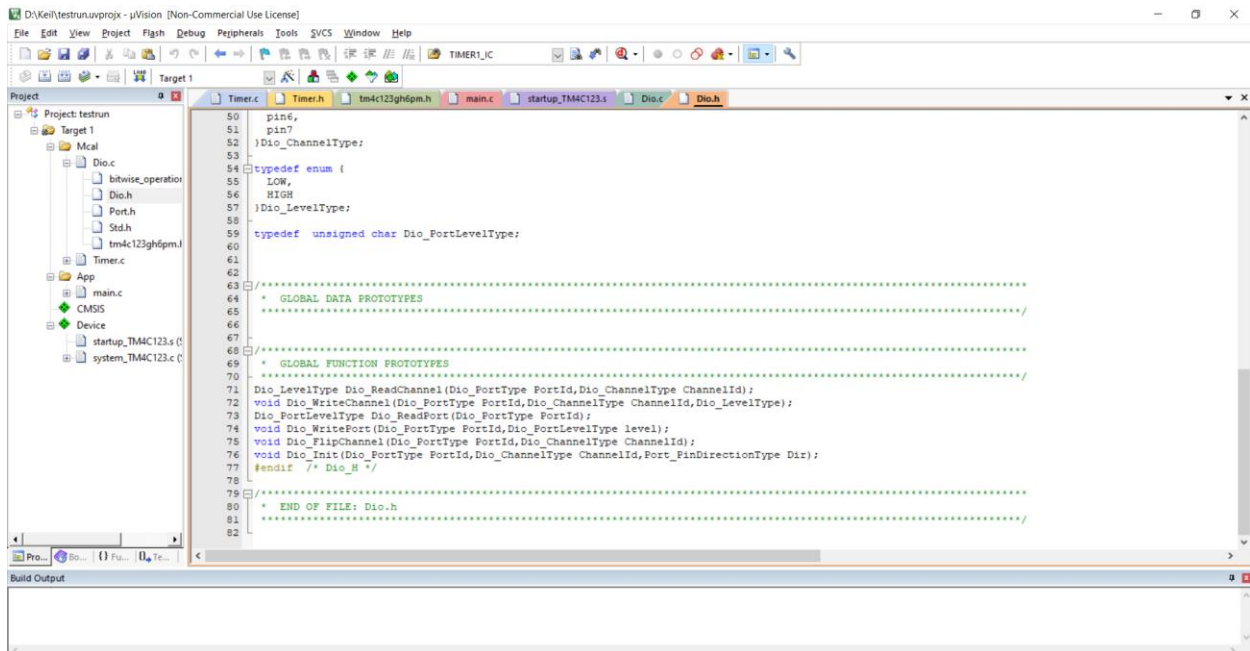 D:\Keil\testrun.uvprojx - µVision [Non-Commercial Use License]
File Edit View Project Flash Debug Peripherals Tools SVCS Window Help
TIMER1_IC
LOAD Target 1
Project
Timer.c Timer.h tm4c123gh6pm.h main.c startup_TM4C123.s Dio.c Dio.h
Project: testrun
Target 1
Mcal
Dio.c
bitwise_operation
Dio.h
Port.h
Std.h
tm4c123gh6pm.h
Timer.c
App
main.c
CMSIS
Device
startup_TM4C123.s (S
system_TM4C123.c (S
50 pin6,
51 pin7
52 }Dio_ChannelType;
53
54 typedef enum {
55 LOW,
56 HIGH
57 }Dio_LevelType;
58
59 typedef unsigned char Dio_PortLevelType;
60
61
62
63 /**********************************************************************************************************************
64 * GLOBAL DATA PROTOTYPES
65 *********************************************************************************************************************/
66
67
68 /**********************************************************************************************************************
69 * GLOBAL FUNCTION PROTOTYPES
70 *********************************************************************************************************************/
71 Dio_LevelType Dio_ReadChannel(Dio_PortType PortId,Dio_ChannelType ChannelId);
72 void Dio_WriteChannel(Dio_PortType PortId,Dio_ChannelType ChannelId,Dio_LevelType);
73 Dio_PortLevelType Dio_ReadPort(Dio_PortType PortId);
74 void Dio_WritePort(Dio_PortType PortId,Dio_PortLevelType level);
75 void Dio_FlipChannel(Dio_PortType PortId,Dio_ChannelType ChannelId);
76 void Dio_Init(Dio_PortType PortId,Dio_ChannelType ChannelId,Port_PinDirectionType Dir);
77 #endif /* Dio_H */
78
79 /**********************************************************************************************************************
80 * END OF FILE: Dio.h
81 *********************************************************************************************************************/
82
Pro... Bo... {} Fu... Te...
Build Output